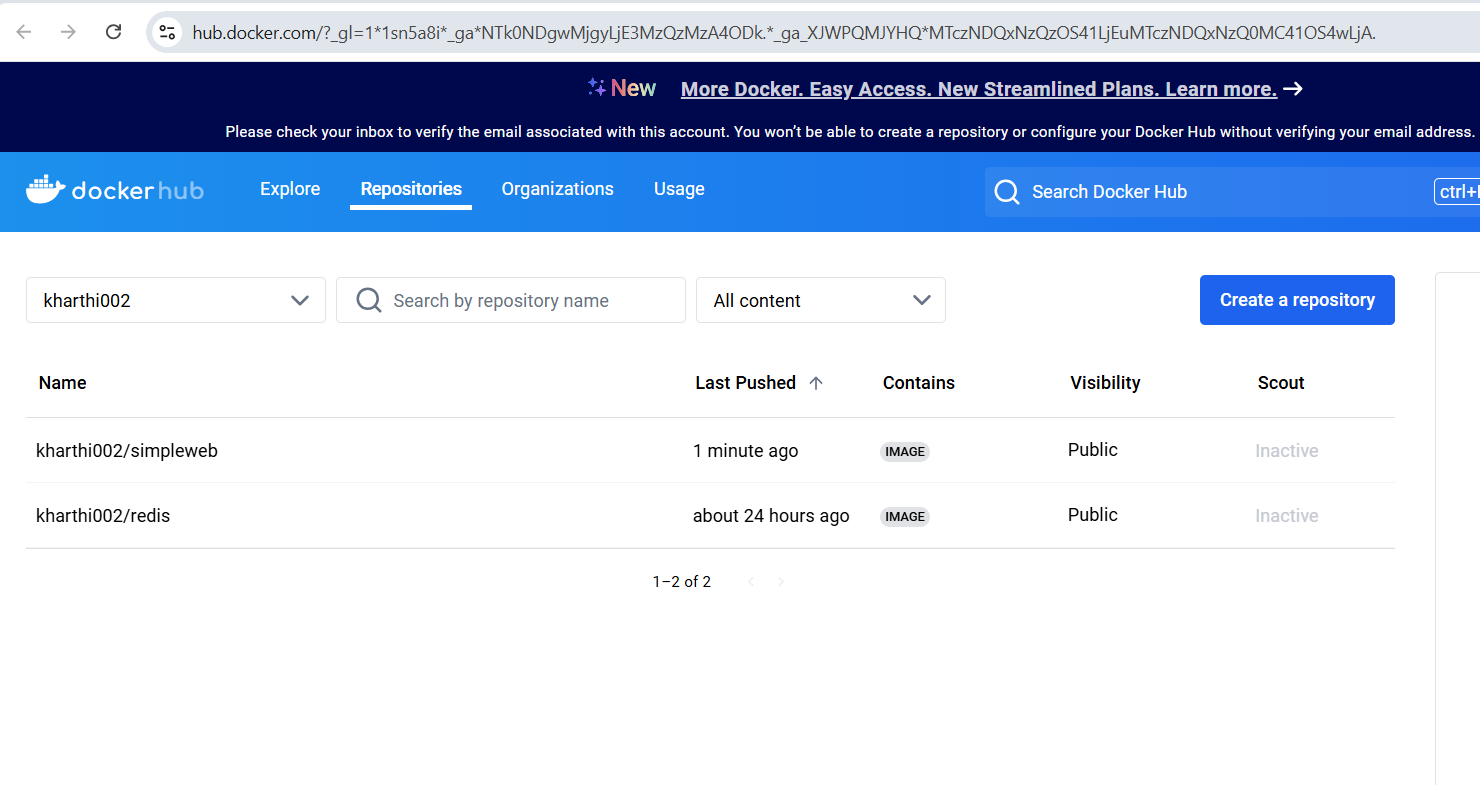 hub.docker.com/?_gl=1*1sn5a8i*_ga*NTk0NDgwMjgyLjE3MzQzMzA4ODk.*_ga_XJWPQMJYHQ*MTczNDQxNzQzOS41LjEuMTczNDQxNzQ0MC41OS4wLjA.
New More Docker. Easy Access. New Streamlined Plans. Learn more.
Please check your inbox to verify the email associated with this account. You won’t be able to create a repository or configure your Docker Hub without verifying your email address.
dockerhub Explore Repositories Organizations Usage Search Docker Hub ctrl+
kharthi002 Search by repository name All content Create a repository
Name Last Pushed Contains Visibility Scout
kharthi002/simpleweb 1 minute ago IMAGE Public Inactive
kharthi002/redis about 24 hours ago IMAGE Public Inactive
1–2 of 2